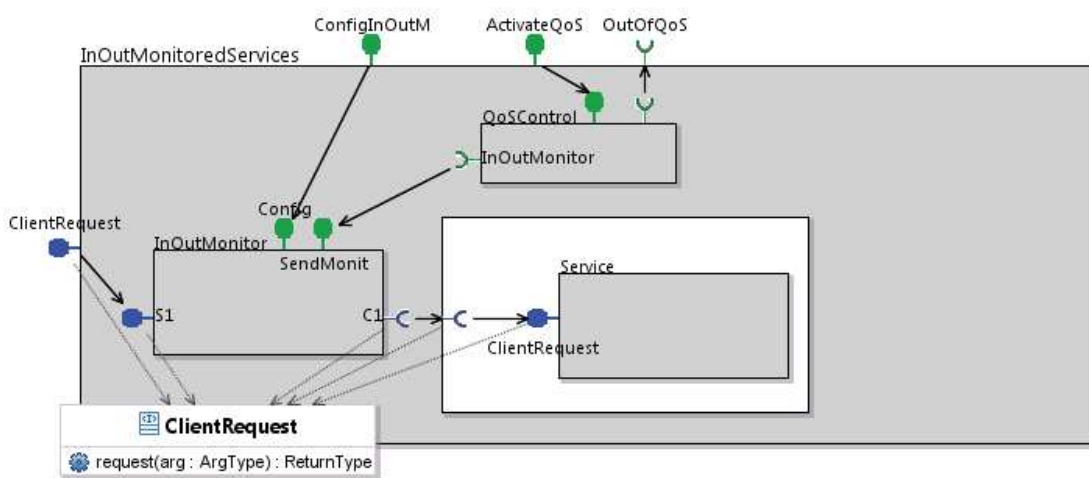 ConfigInOutM
ActivateQoS
OutOfQoS
InOutMonitoredServices
QoSControl
InOutMonitor
Config
ClientRequest
InOutMonitor
SendMonit
Service
S1
C1
ClientRequest
ClientRequest
request(arg : ArgType) : ReturnType